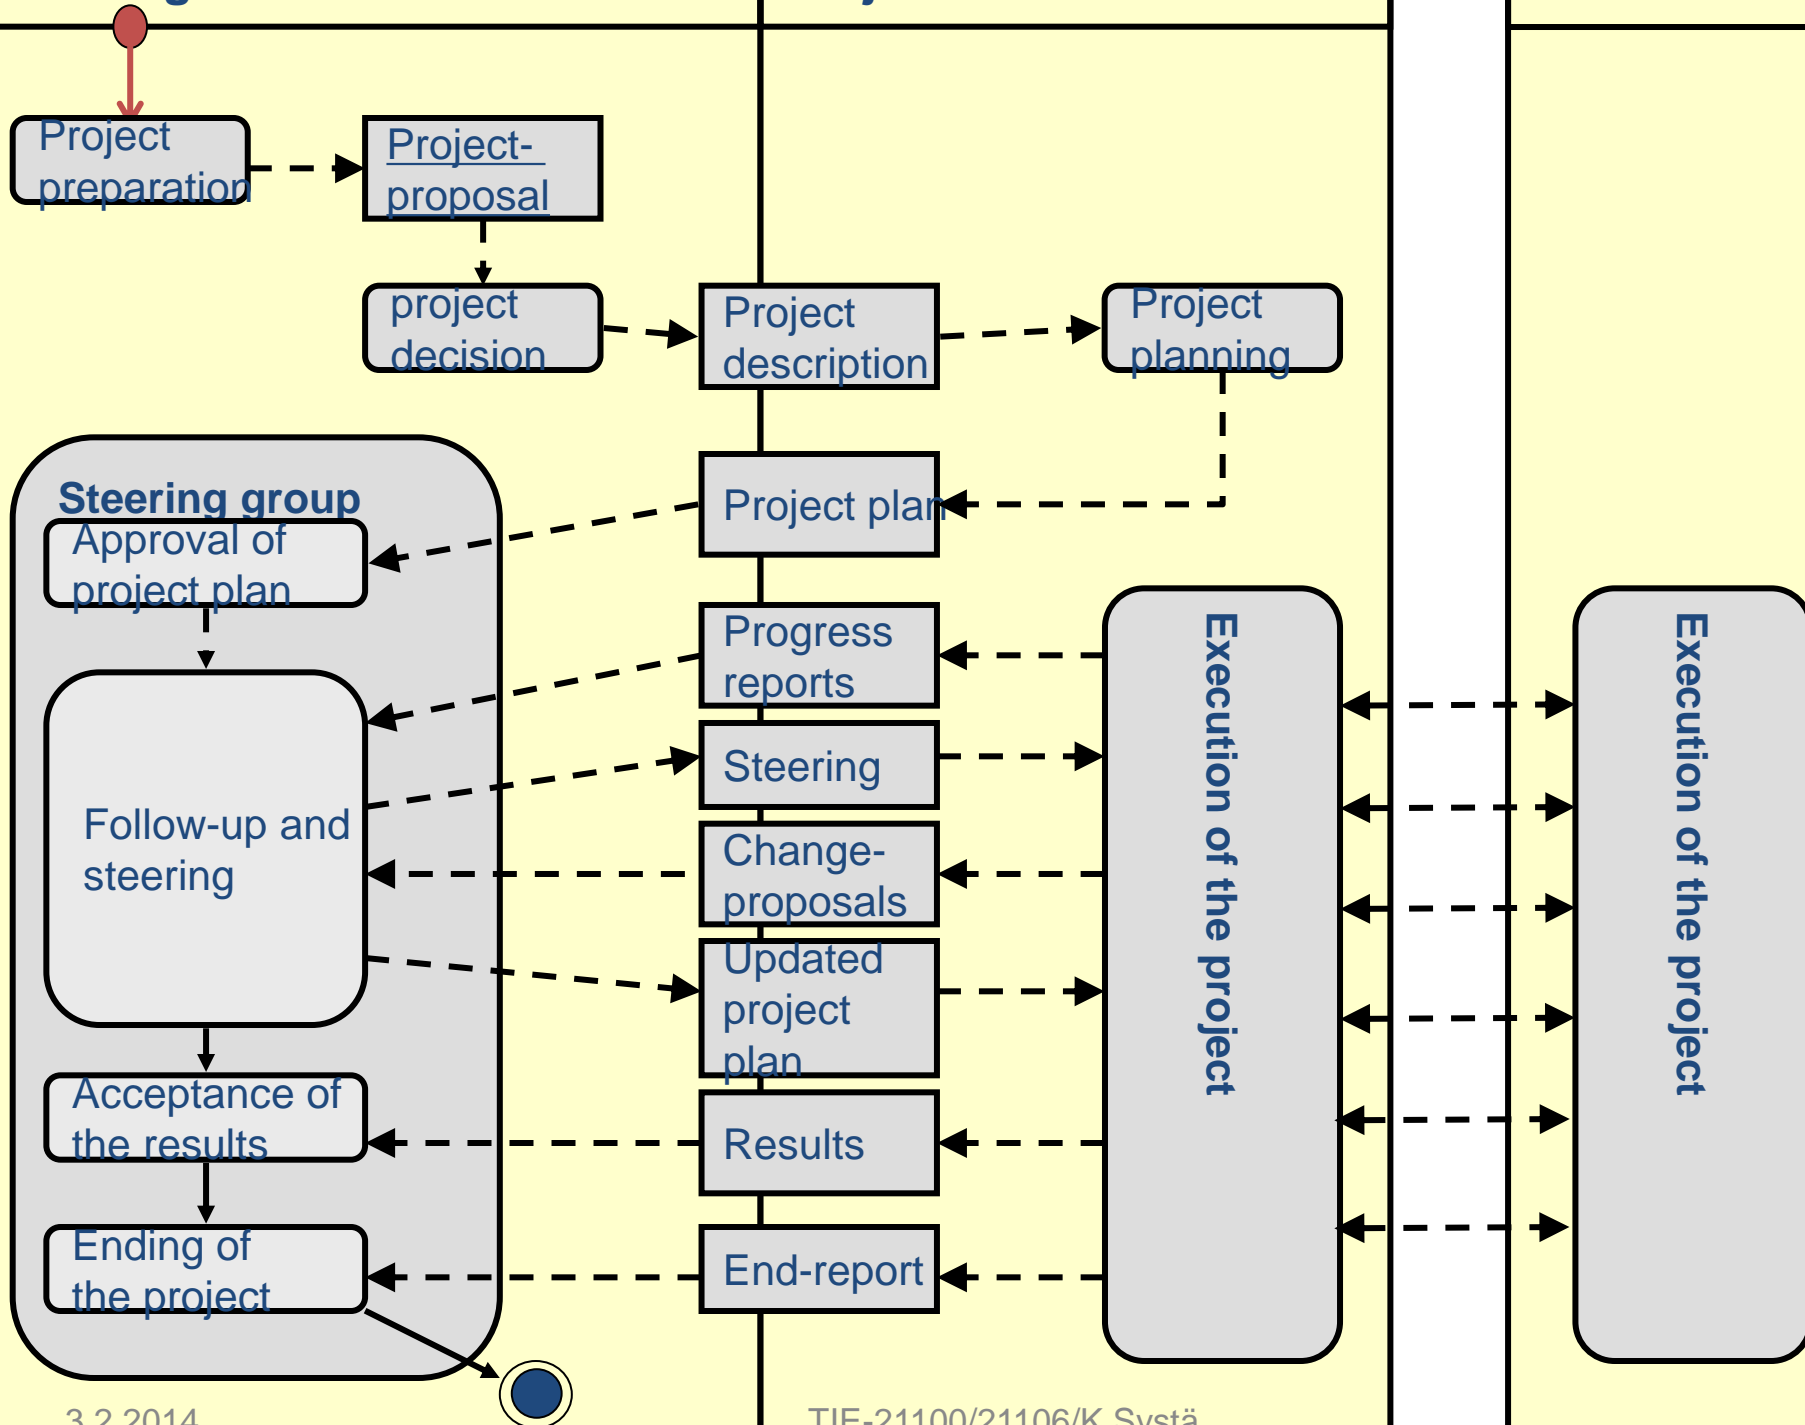 Project
preparation
Project-
proposal
project
decision
Project
description
Project
planning
Steering group
Approval of
project plan
Project plan
Progress
reports
Steering
Follow-up and
steering
Change-
proposals
Updated
project
plan
Execution of the project
Execution of the project
Acceptance of
the results
Results
Ending of
the project
End-report
3.2.2014
TIE-21100/21106/K.Systä